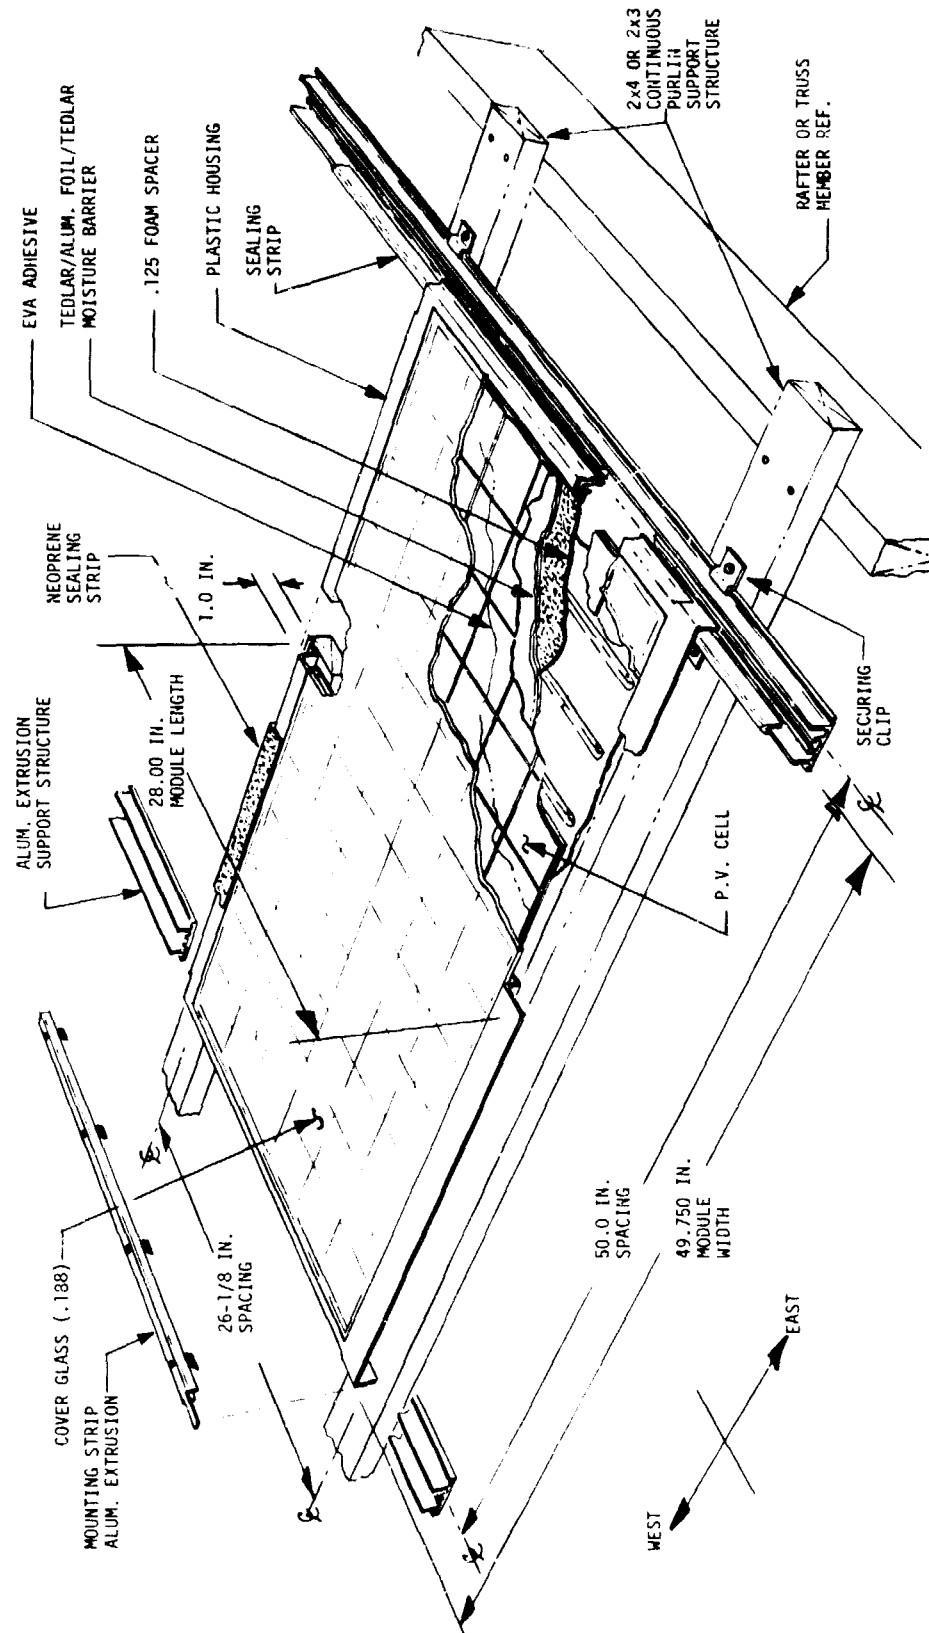 EVA ADHESIVE
TEDLAR/ALUM. FOIL/TEDLAR
MOISTURE BARRIER
.125 FOAM SPACER
PLASTIC HOUSING
SEALING
STRIP
2x4 OR 2x3
CONTINUOUS
PURLIN
SUPPORT
STRUCTURE
RAFTER OR TRUSS
MEMBER REF.
NEOPRENE
SEALING
STRIP
1.0 IN.
ALUM. EXTRUSION
SUPPORT STRUCTURE
28.00 IN.
MODULE LENGTH
COVER GLASS (.188)
MOUNTING STRIP
ALUM. EXTRUSION
26-1/8 IN.
SPACING
℄
℄
℄
℄
SECURING
CLIP
P.V. CELL
50.0 IN.
SPACING
49.750 IN.
MODULE
WIDTH
WEST
EAST